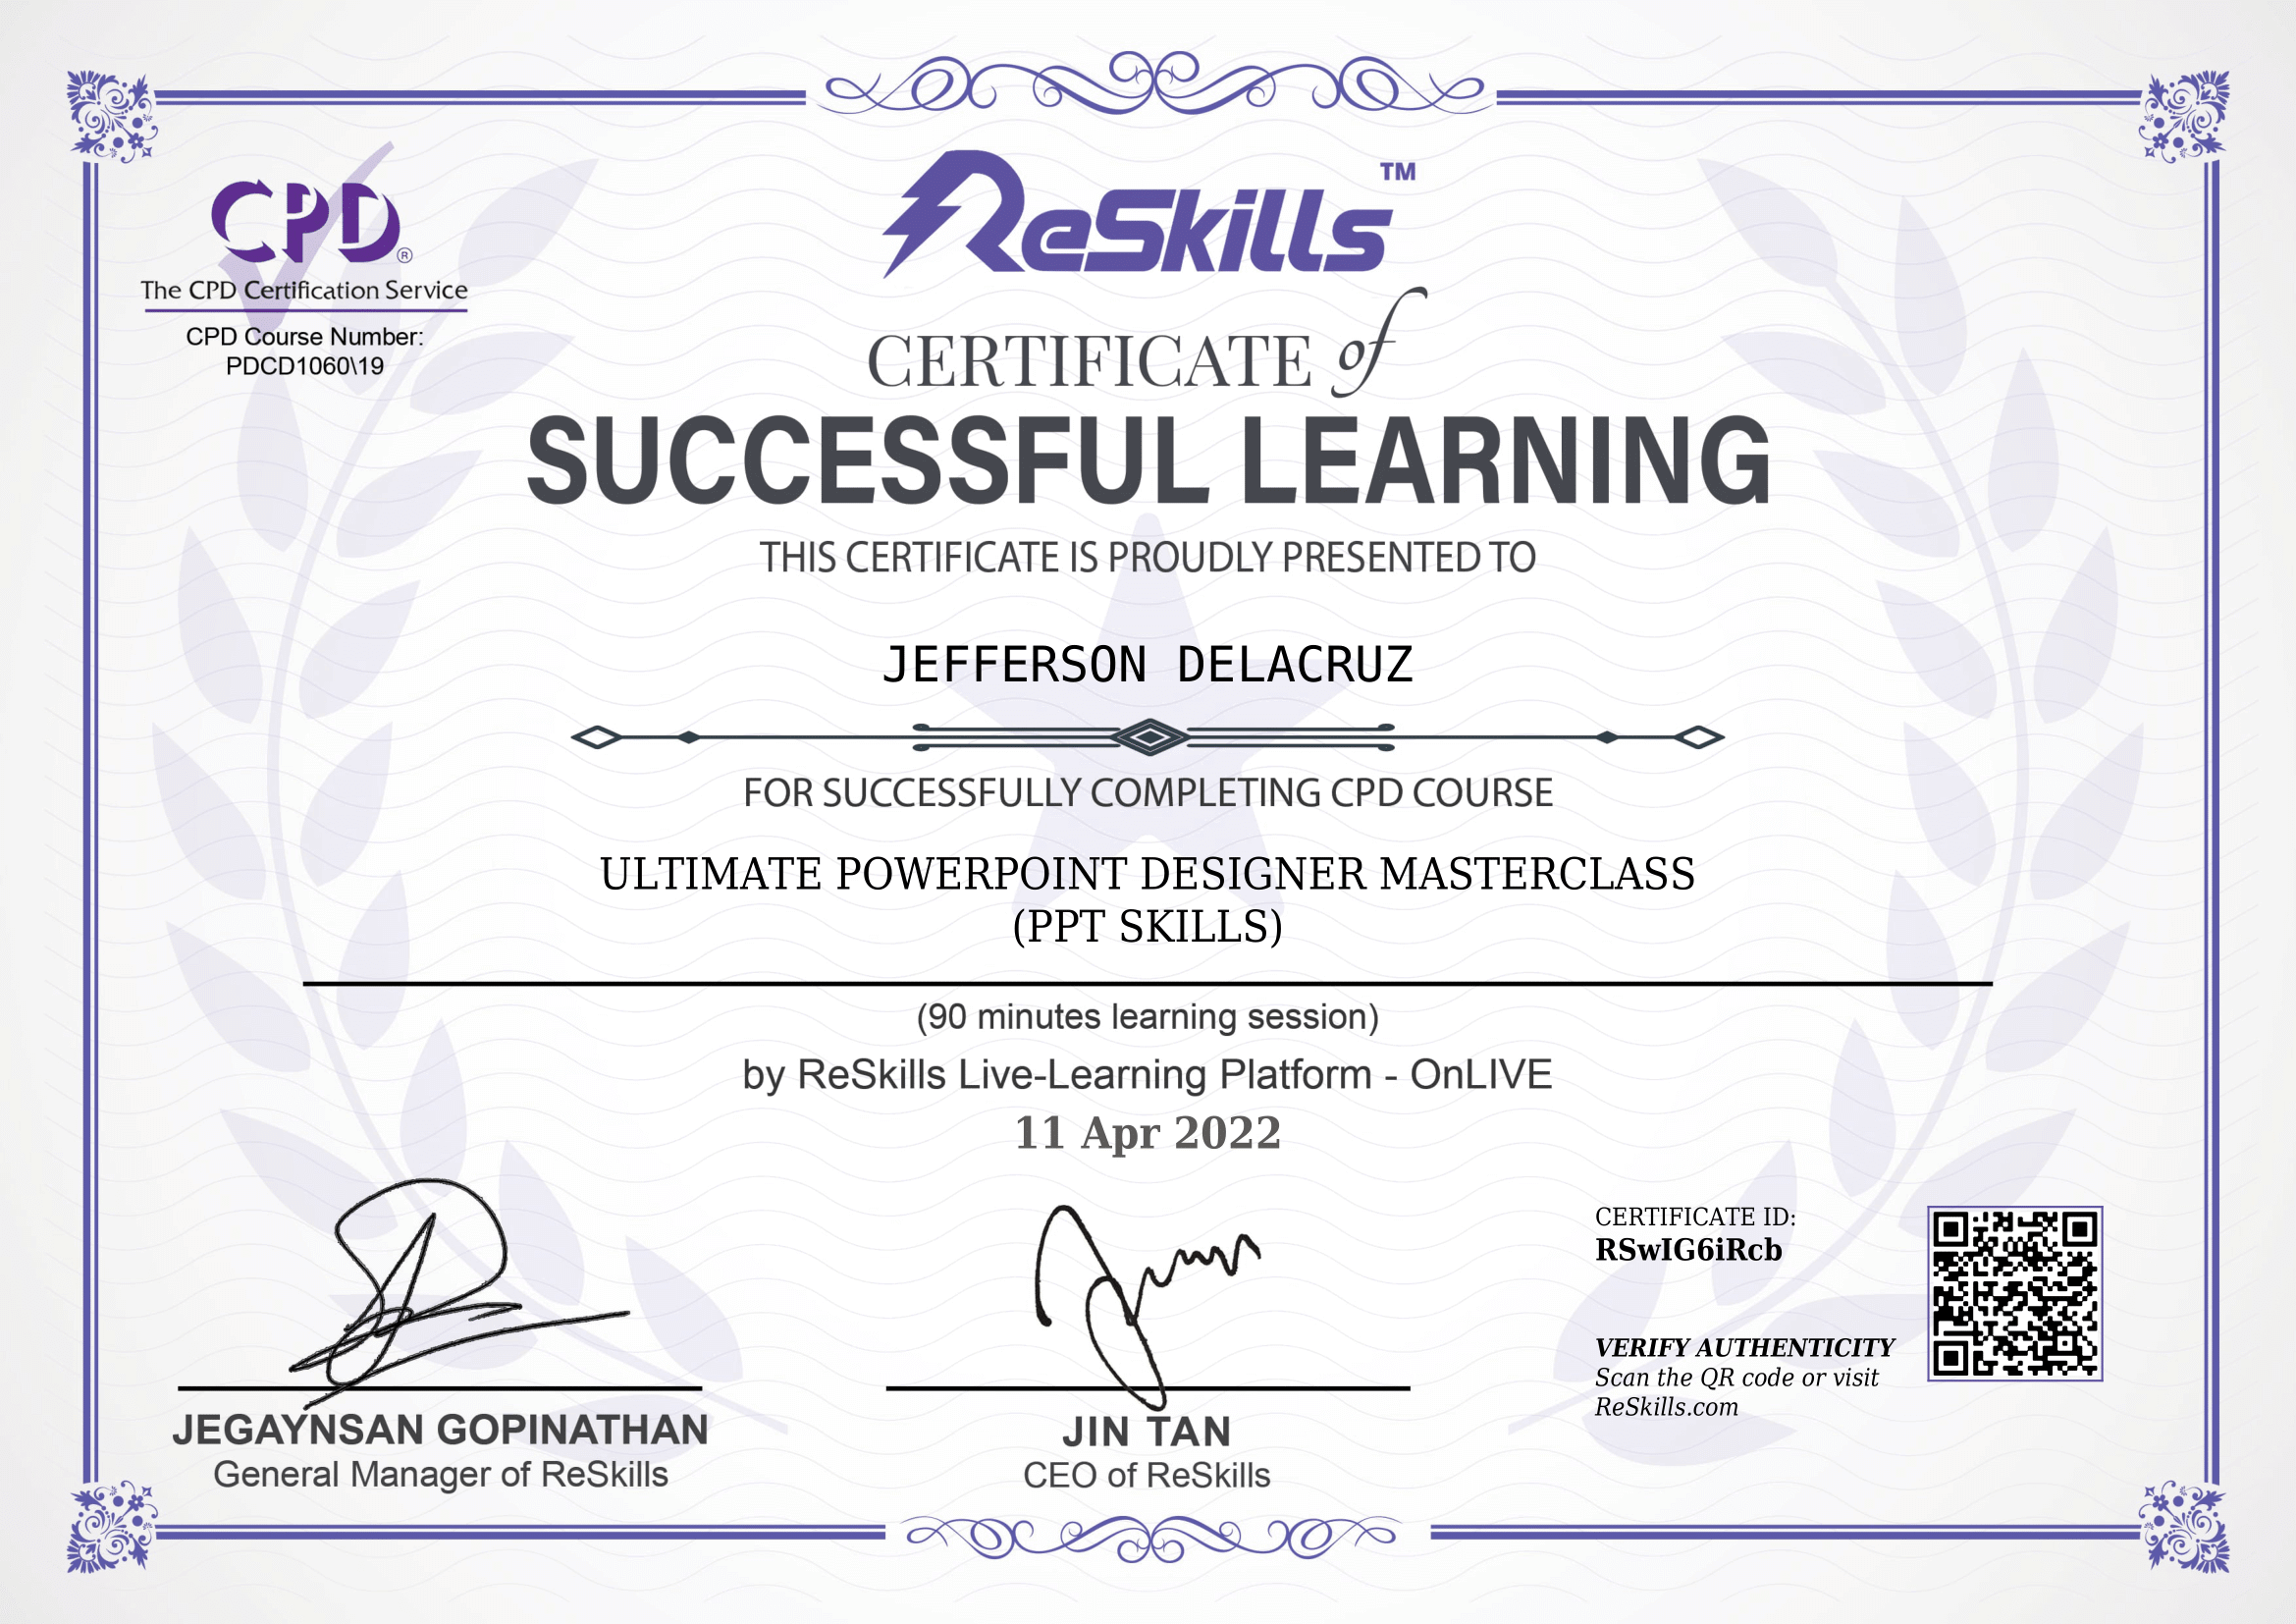 CPD®
The CPD Certification Service
CPD Course Number:
PDCD1060\19
ReSkills™
CERTIFICATE of
SUCCESSFUL LEARNING
THIS CERTIFICATE IS PROUDLY PRESENTED TO
JEFFERSON DELACRUZ
FOR SUCCESSFULLY COMPLETING CPD COURSE
ULTIMATE POWERPOINT DESIGNER MASTERCLASS
(PPT SKILLS)
(90 minutes learning session)
by ReSkills Live-Learning Platform - OnLIVE
11 Apr 2022
JEGAYNSAN GOPINATHAN
General Manager of ReSkills
JIN TAN
CEO of ReSkills
CERTIFICATE ID:
RSwIG6iRcb
VERIFY AUTHENTICITY
Scan the QR code or visit
ReSkills.com